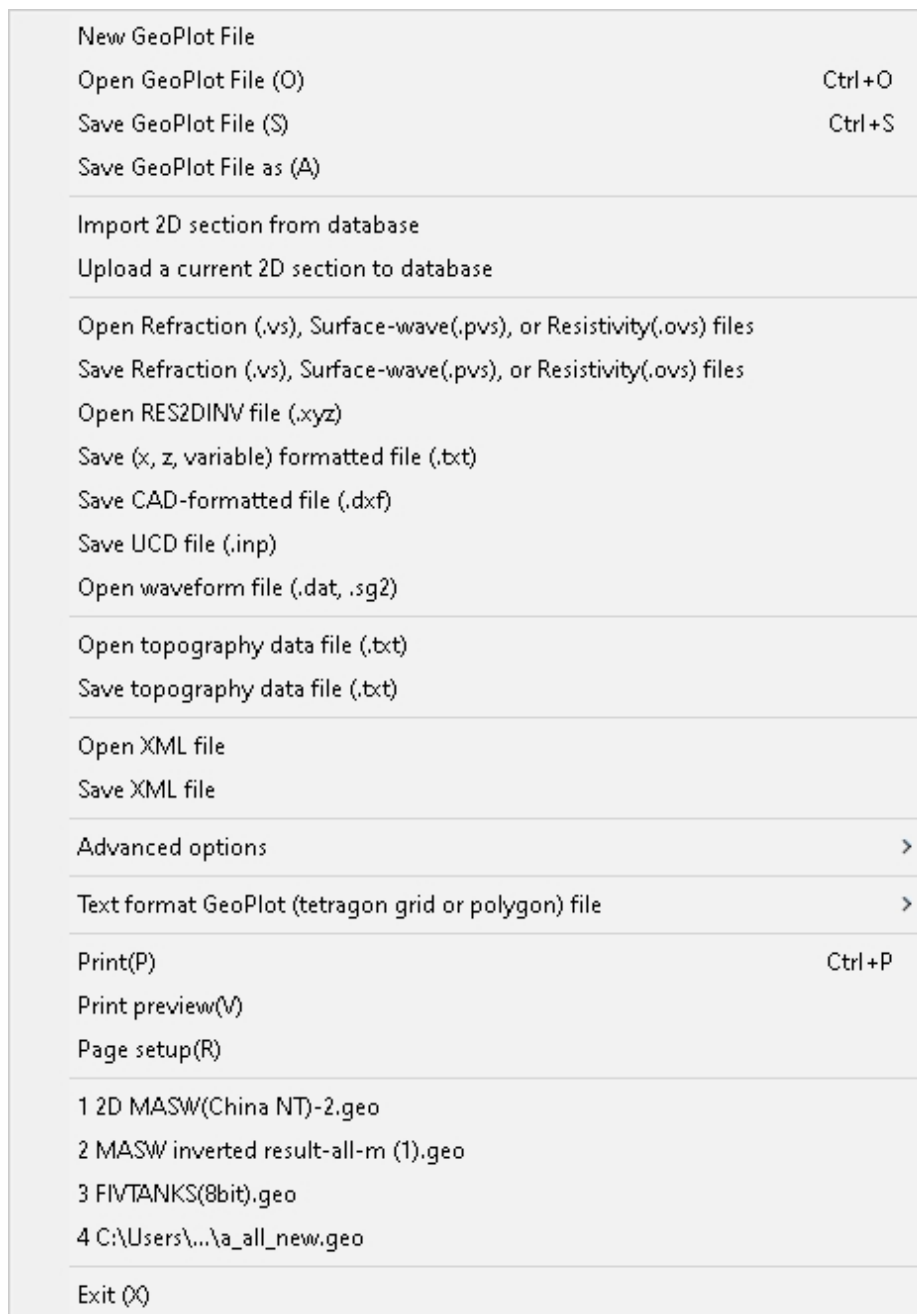 New GeoPlot File
Open GeoPlot File (O) Ctrl+O
Save GeoPlot File (S) Ctrl+S
Save GeoPlot File as (A)
Import 2D section from database
Upload a current 2D section to database
Open Refraction (.vs), Surface-wave(.pvs), or Resistivity(.ovs) files
Save Refraction (.vs), Surface-wave(.pvs), or Resistivity(.ovs) files
Open RES2DINV file (.xyz)
Save (x, z, variable) formatted file (.txt)
Save CAD-formatted file (.dxf)
Save UCD file (.inp)
Open waveform file (.dat, .sg2)
Open topography data file (.txt)
Save topography data file (.txt)
Open XML file
Save XML file
Advanced options
Text format GeoPlot (tetragon grid or polygon) file
Print(P) Ctrl+P
Print preview(V)
Page setup(R)
1 2D MASW(China NT)-2.geo
2 MASW inverted result-all-m (1).geo
3 FIVTANKS(8bit).geo
4 C:\Users\...\a_all_new.geo
Exit (X)